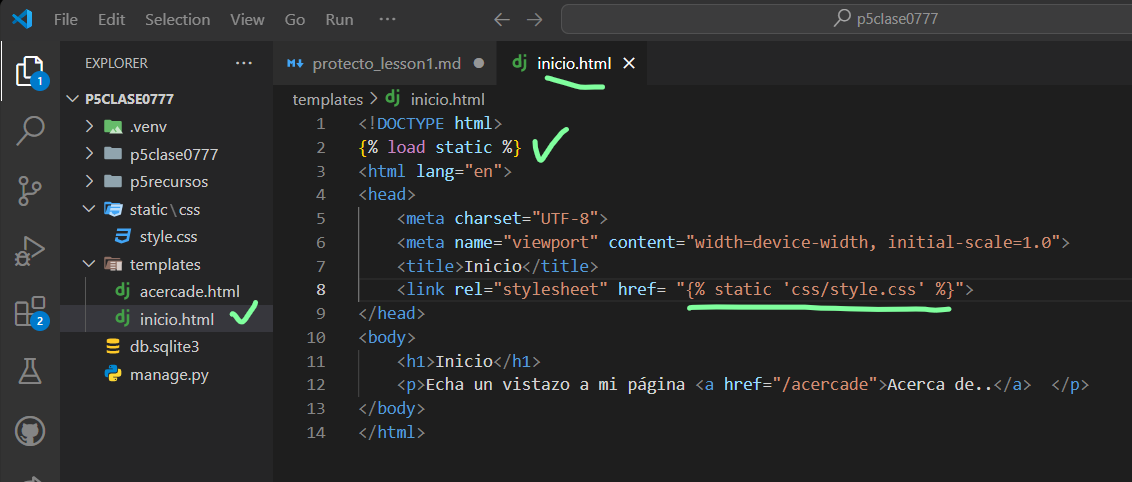 File Edit Selection View Go Run ··· p5clase0777
EXPLORER ···
P5CLASE0777
.venv
p5clase0777
p5recursos
static\css
style.css
templates
acercade.html
inicio.html
db.sqlite3
manage.py
1
2
protecto_lesson1.md
inicio.html
templates > inicio.html
1 <!DOCTYPE html>
2 {% load static %}
3 <html lang="en">
4 <head>
5 <meta charset="UTF-8">
6 <meta name="viewport" content="width=device-width, initial-scale=1.0">
7 <title>Inicio</title>
8 <link rel="stylesheet" href= "{% static 'css/style.css' %}">
9 </head>
10 <body>
11 <h1>Inicio</h1>
12 <p>Echa un vistazo a mi página <a href="/acercade">Acerca de..</a>  </p>
13 </body>
14 </html>